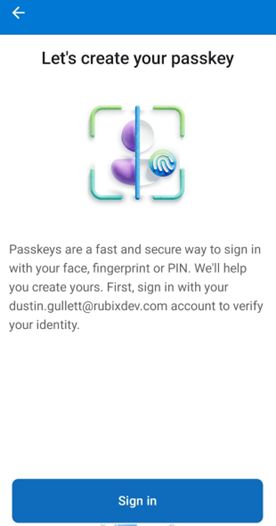 Let's create your passkey
Passkeys are a fast and secure way to sign in
with your face, fingerprint or PIN. We'll help
you create yours. First, sign in with your
dustin.gullett@rubixdev.com account to verify
your identity.
Sign in